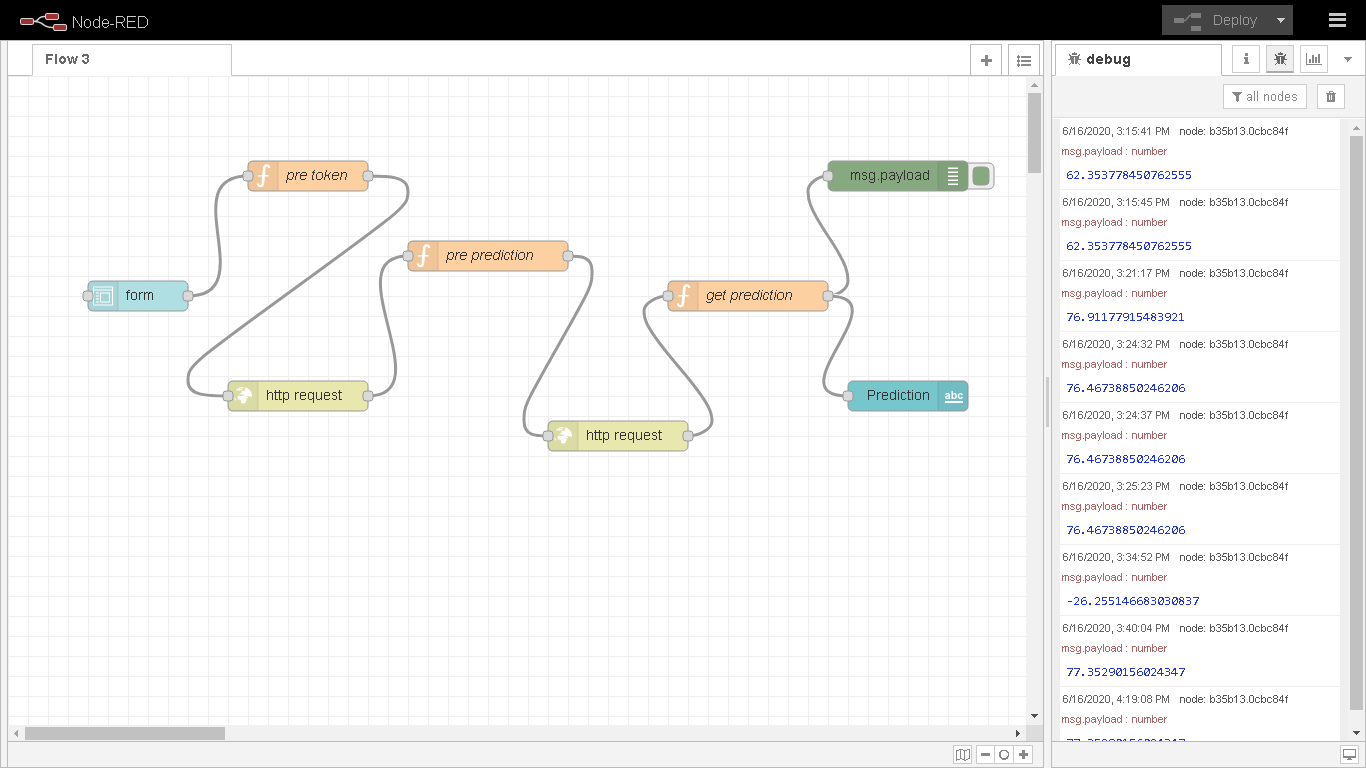 Node-RED
Deploy
Flow 3
debug
i
all nodes
pre token
pre prediction
form
http request
http request
get prediction
msg.payload
Prediction
abc
6/16/2020, 3:15:41 PM node: b35b13.0cbc84f
msg.payload : number
62.353778450762555
6/16/2020, 3:15:45 PM node: b35b13.0cbc84f
msg.payload : number
62.353778450762555
6/16/2020, 3:21:17 PM node: b35b13.0cbc84f
msg.payload : number
76.91177915483921
6/16/2020, 3:24:32 PM node: b35b13.0cbc84f
msg.payload : number
76.46738850246206
6/16/2020, 3:24:37 PM node: b35b13.0cbc84f
msg.payload : number
76.46738850246206
6/16/2020, 3:25:23 PM node: b35b13.0cbc84f
msg.payload : number
76.46738850246206
6/16/2020, 3:34:52 PM node: b35b13.0cbc84f
msg.payload : number
-26.255146683030837
6/16/2020, 3:40:04 PM node: b35b13.0cbc84f
msg.payload : number
77.35290156024347
6/16/2020, 4:19:08 PM node: b35b13.0cbc84f
msg.payload : number